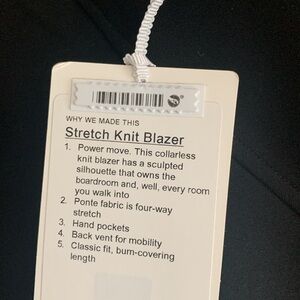 WHY WE MADE THIS
Stretch Knit Blazer
1. Power move. This collarless
knit blazer has a sculpted
silhouette that owns the
boardroom and, well, every room
you walk into
2. Ponte fabric is four-way
stretch
3. Hand pockets
4. Back vent for mobility
5. Classic fit, bum-covering
length